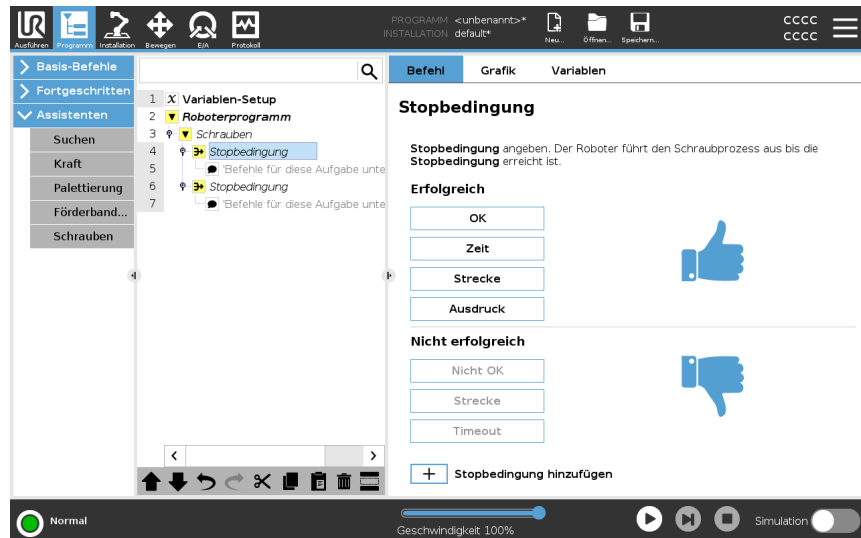 UR
PROGRAMM <unbenannt>*
INSTALLATION default*
CCCC
CCCC
Ausführen Programm Installation Bewegen E/A Protokoll
Neu... Öffnen... Speichern...
Basis-Befehle
Fortgeschritten
Assistenten
Suchen
Kraft
Palettierung
Förderband...
Schrauben
1 X Variablen-Setup
2 Roboterprogramm
3 Schrauben
4 Stopbedingung
5 'Befehle für diese Aufgabe unte
6 Stopbedingung
7 'Befehle für diese Aufgabe unte
Befehl Grafik Variablen
Stopbedingung
Stopbedingung angeben. Der Roboter führt den Schraubprozess aus bis die
Stopbedingung erreicht ist.
Erfolgreich
OK
Zeit
Strecke
Ausdruck
Nicht erfolgreich
Nicht OK
Strecke
Timeout
+ Stopbedingung hinzufügen
Normal
Geschwindigkeit 100%
Simulation